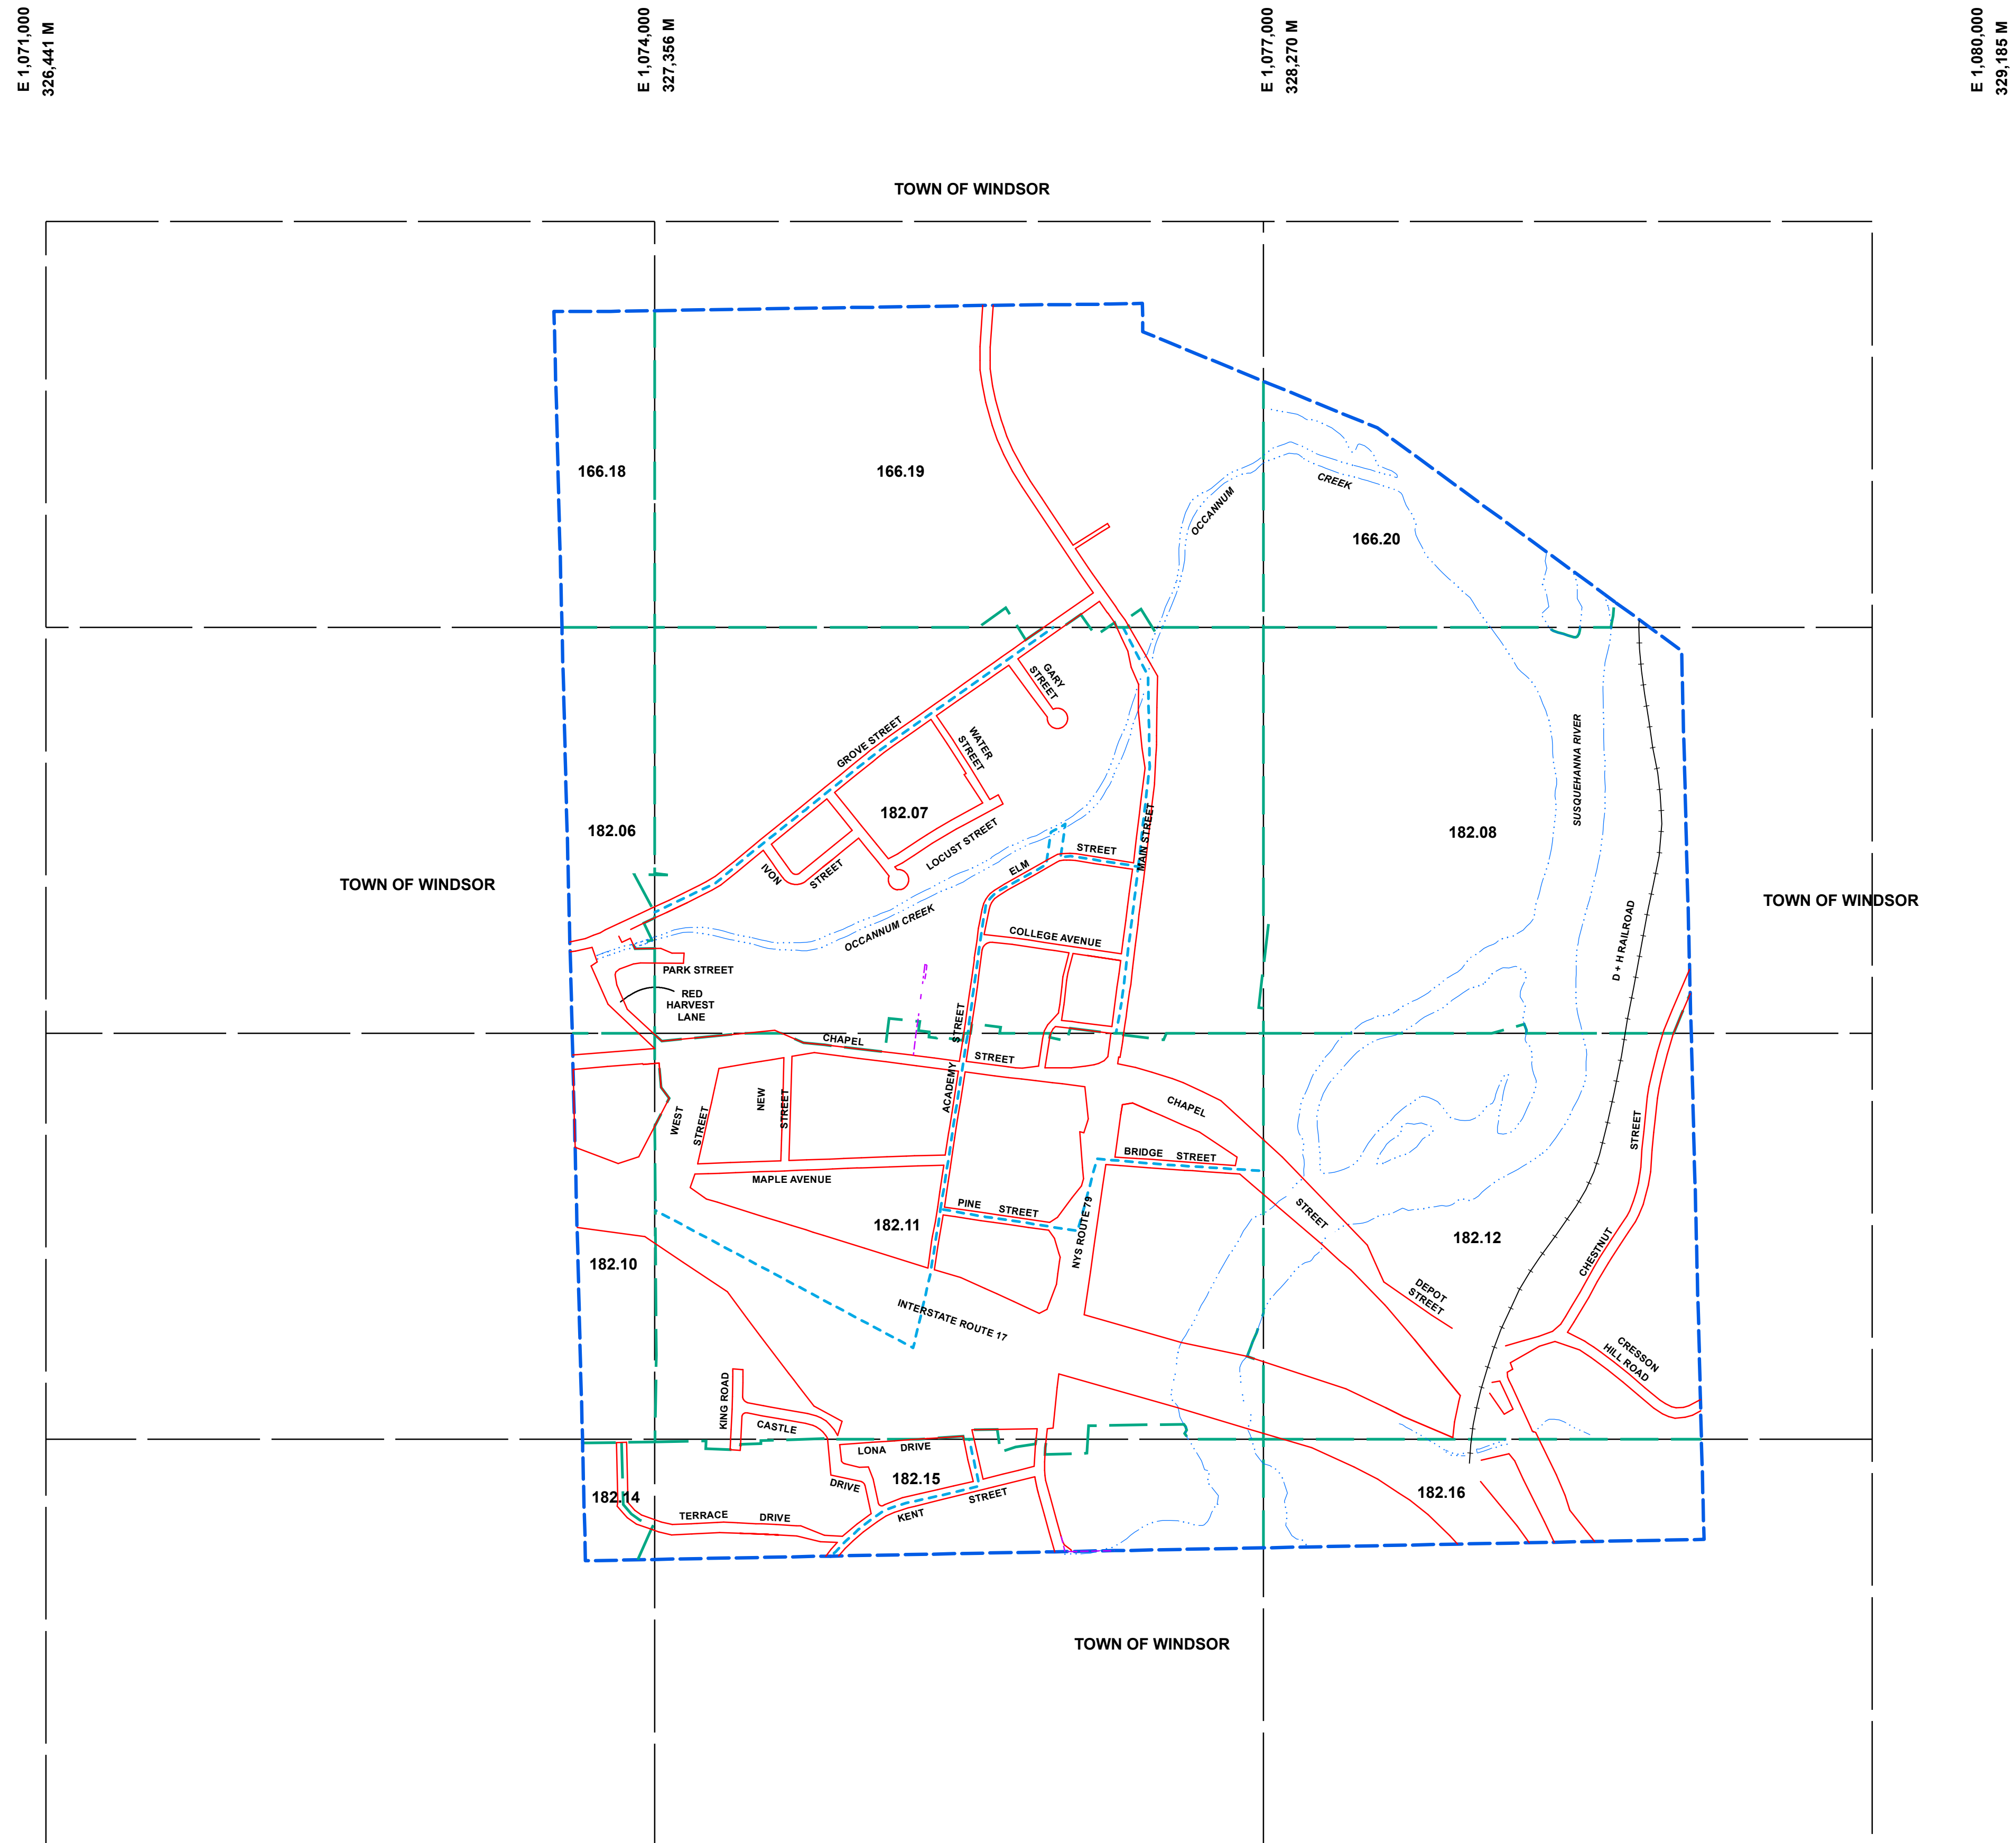 E 1,071,000
326,441 M
E 1,074,000
327,356 M
E 1,077,000
328,270 M
E 1,080,000
329,185 M
TOWN OF WINDSOR
166.18
166.19
OCCANNUM
CREEK
166.20
GARY
STREET
GROVE STREET
WATER
STREET
SUSQUEHANNA RIVER
182.06
182.07
182.08
LOCUST STREET
MAIN STREET
ELM
STREET
IVON
STREET
TOWN OF WINDSOR
TOWN OF WINDSOR
OCCANNUM CREEK
COLLEGE AVENUE
D + H RAILROAD
PARK STREET
RED
HARVEST
LANE
CHAPEL
STREET
ACADEMY
STREET
NEW
STREET
WEST
STREET
CHAPEL
STREET
BRIDGE STREET
MAPLE AVENUE
PINE STREET
NYS ROUTE 79
182.10
182.11
182.12
CHESTNUT
STREET
DEPOT
STREET
INTERSTATE ROUTE 17
CRESSON
HILL ROAD
KING ROAD
CASTLE
DRIVE
LONA DRIVE
182.14
182.15
182.16
TERRACE DRIVE
KENT
STREET
TOWN OF WINDSOR